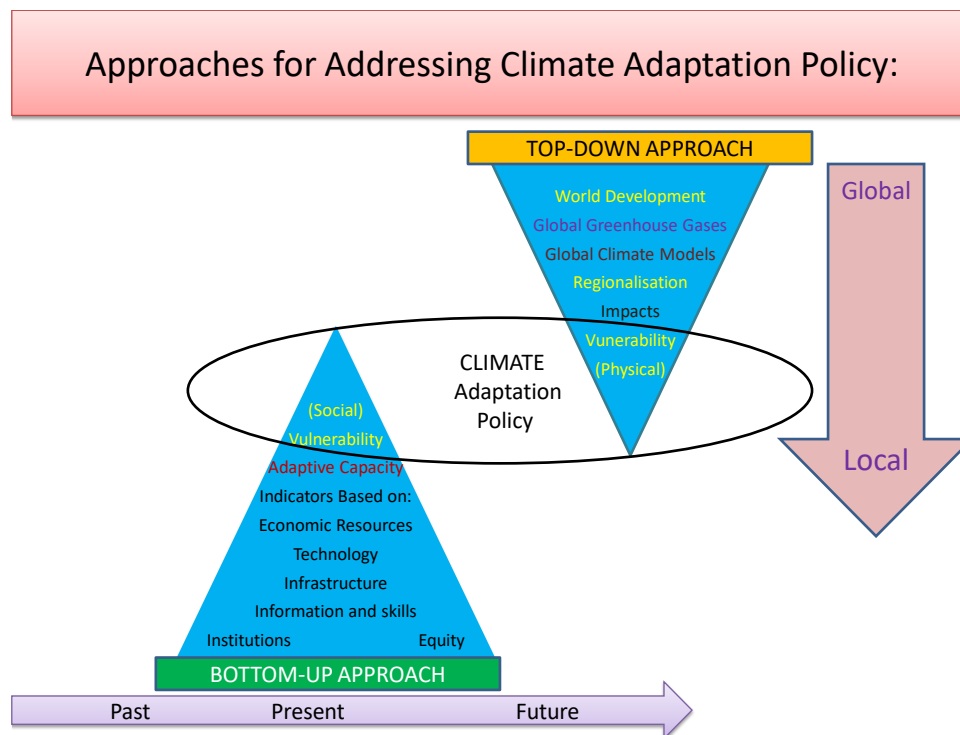 Approaches for Addressing Climate Adaptation Policy:
TOP-DOWN APPROACH
World Development
Global Greenhouse Gases
Global Climate Models
Regionalisation
Impacts
Vunerability
(Physical)
Global
Local
CLIMATE
Adaptation
Policy
(Social)
Vulnerability
Adaptive Capacity
Indicators Based on:
Economic Resources
Technology
Infrastructure
Information and skills
Institutions Equity
BOTTOM-UP APPROACH
Past Present Future